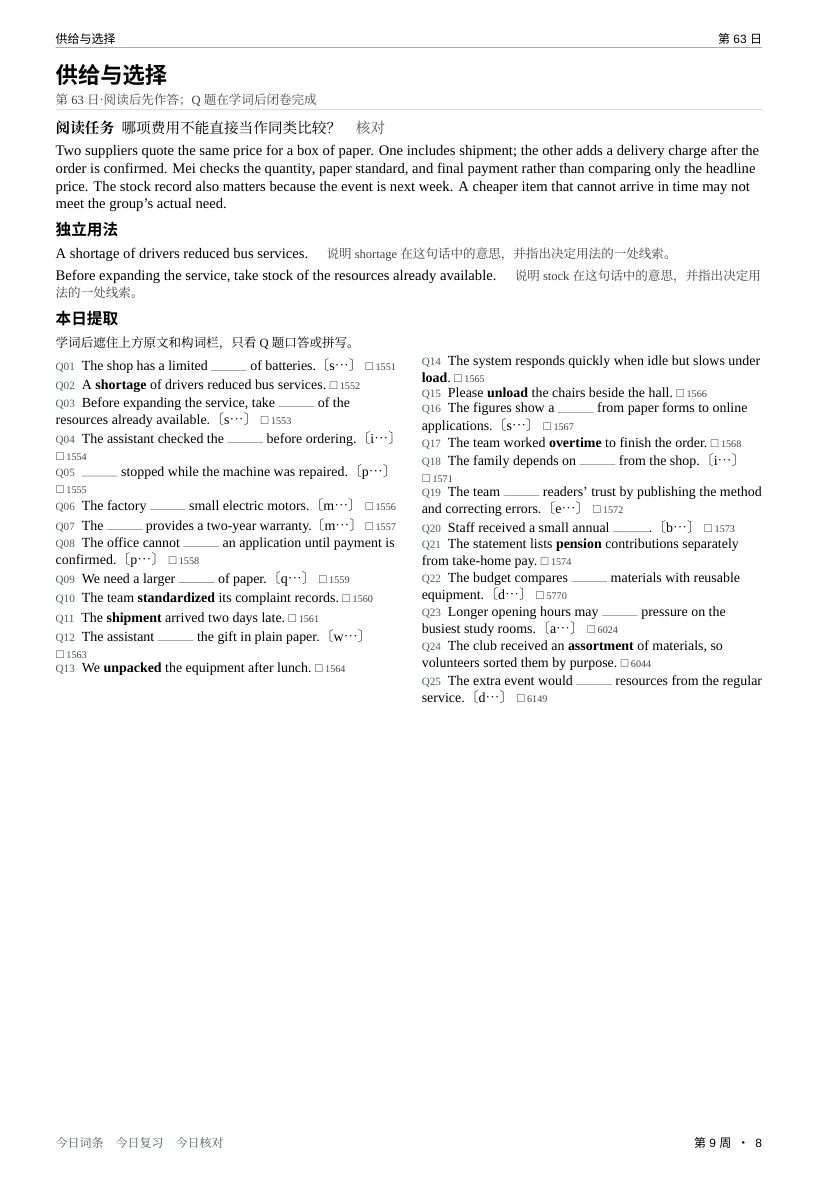 供给与选择 第 63 日
供给与选择
第 63 日·阅读后先作答；Q 题在学词后闭卷完成
阅读任务 哪项费用不能直接当作同类比较？ 核对
Two suppliers quote the same price for a box of paper. One includes shipment; the other adds a delivery charge after the
order is confirmed. Mei checks the quantity, paper standard, and final payment rather than comparing only the headline
price. The stock record also matters because the event is next week. A cheaper item that cannot arrive in time may not
meet the group’s actual need.
独立用法
A shortage of drivers reduced bus services. 说明 shortage 在这句话中的意思，并指出决定用法的一处线索。
Before expanding the service, take stock of the resources already available. 说明 stock 在这句话中的意思，并指出决定用
法的一处线索。
本日提取
学词后遮住上方原文和构词栏，只看 Q 题口答或拼写。
Q01 The shop has a limited _____ of batteries.〔s···〕 □ 1551
Q02 A shortage of drivers reduced bus services. □ 1552
Q03 Before expanding the service, take _____ of the
resources already available.〔s···〕 □ 1553
Q04 The assistant checked the _____ before ordering.〔i···〕
□ 1554
Q05 _____ stopped while the machine was repaired.〔p···〕
□ 1555
Q06 The factory _____ small electric motors.〔m···〕 □ 1556
Q07 The _____ provides a two-year warranty.〔m···〕 □ 1557
Q08 The office cannot _____ an application until payment is
confirmed.〔p···〕 □ 1558
Q09 We need a larger _____ of paper.〔q···〕 □ 1559
Q10 The team standardized its complaint records. □ 1560
Q11 The shipment arrived two days late. □ 1561
Q12 The assistant _____ the gift in plain paper.〔w···〕
□ 1563
Q13 We unpacked the equipment after lunch. □ 1564
Q14 The system responds quickly when idle but slows under
load. □ 1565
Q15 Please unload the chairs beside the hall. □ 1566
Q16 The figures show a _____ from paper forms to online
applications.〔s···〕 □ 1567
Q17 The team worked overtime to finish the order. □ 1568
Q18 The family depends on _____ from the shop.〔i···〕
□ 1571
Q19 The team _____ readers’ trust by publishing the method
and correcting errors.〔e···〕 □ 1572
Q20 Staff received a small annual _____.〔b···〕 □ 1573
Q21 The statement lists pension contributions separately
from take-home pay. □ 1574
Q22 The budget compares _____ materials with reusable
equipment.〔d···〕 □ 5770
Q23 Longer opening hours may _____ pressure on the
busiest study rooms.〔a···〕 □ 6024
Q24 The club received an assortment of materials, so
volunteers sorted them by purpose. □ 6044
Q25 The extra event would _____ resources from the regular
service.〔d···〕 □ 6149
今日词条 今日复习 今日核对 第 9 周 · 8